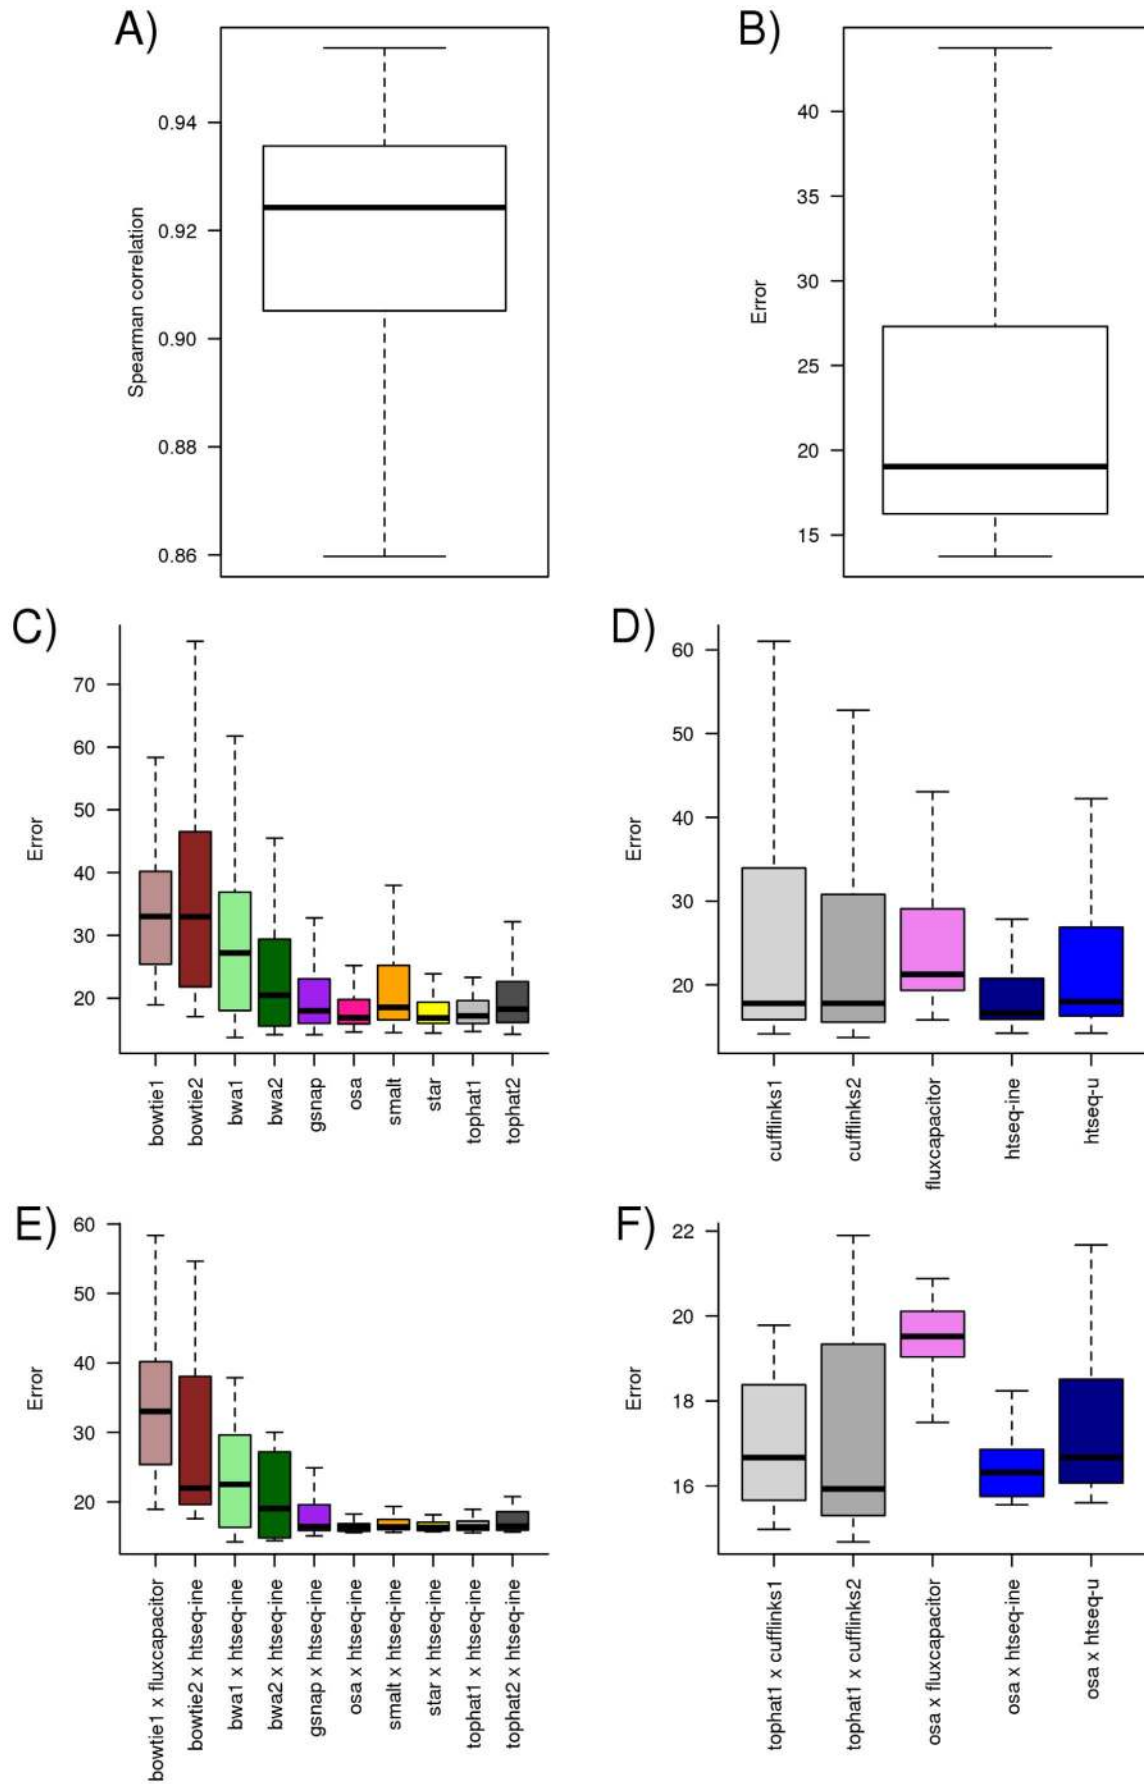 A)
Spearman correlation
0.94
0.92
0.90
0.88
0.86
B)
Error
40
35
30
25
20
15
C)
Error
70
60
50
40
30
20
bowtie1
bowtie2
bwa1
bwa2
gsnap
osa
smalt
star
tophat1
tophat2
D)
Error
60
50
40
30
20
cufflinks1
cufflinks2
fluxcapacitor
htseq-ine
htseq-u
E)
Error
60
50
40
30
20
bowtie1 x fluxcapacitor
bowtie2 x htseq-ine
bwa1 x htseq-ine
bwa2 x htseq-ine
gsnap x htseq-ine
osa x htseq-ine
smalt x htseq-ine
star x htseq-ine
tophat1 x htseq-ine
tophat2 x htseq-ine
F)
Error
22
20
18
16
tophat1 x cufflinks1
tophat1 x cufflinks2
osa x fluxcapacitor
osa x htseq-ine
osa x htseq-u